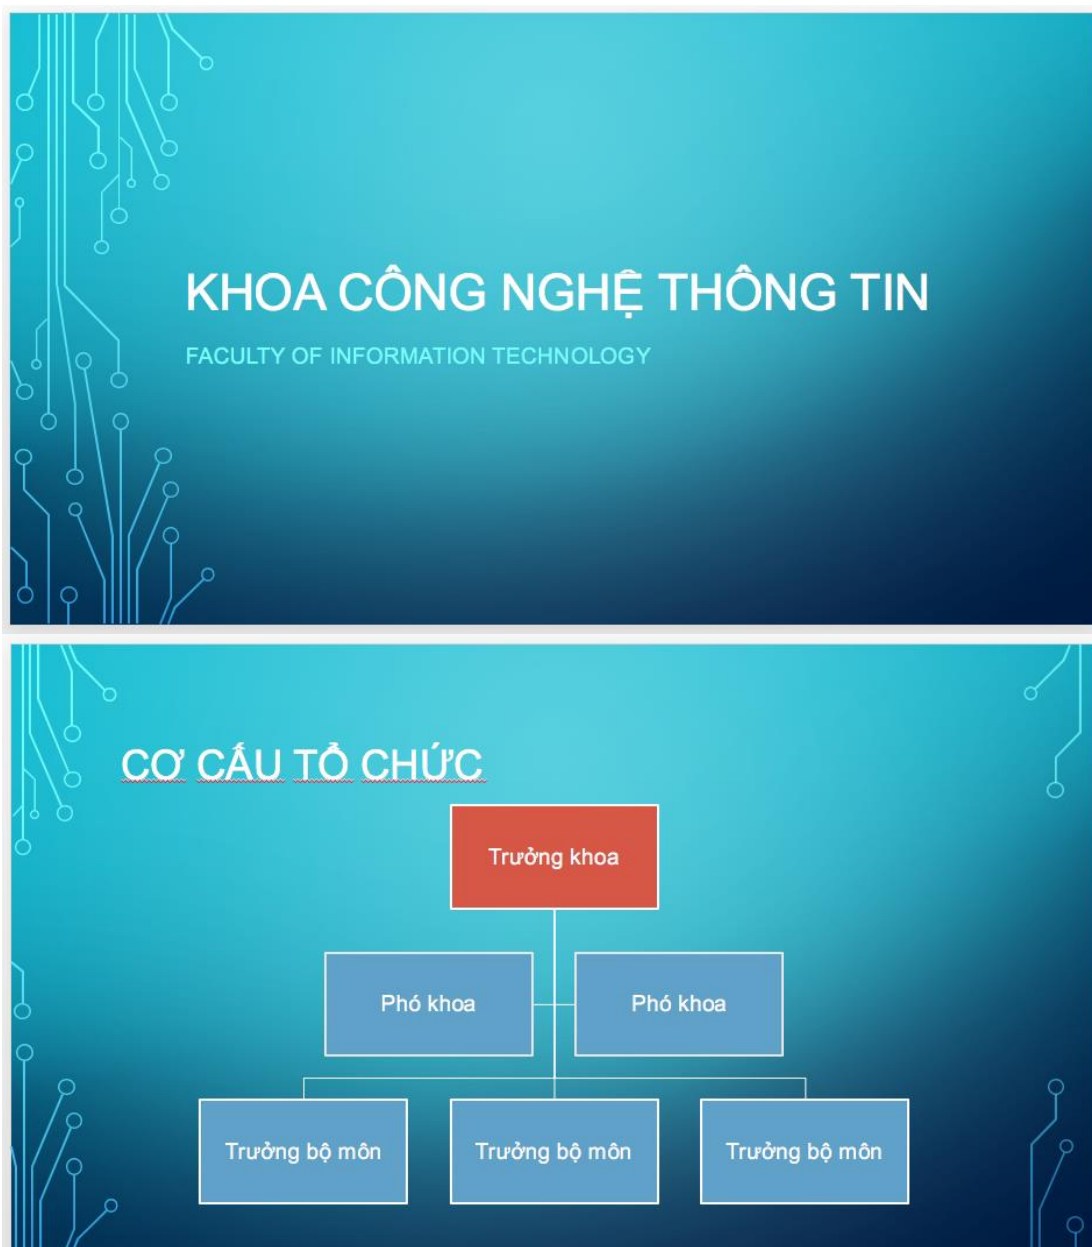 KHOA CÔNG NGHỆ THÔNG TIN
FACULTY OF INFORMATION TECHNOLOGY
CƠ CẤU TỔ CHỨC
Trưởng khoa
Phó khoa
Phó khoa
Trưởng bộ môn
Trưởng bộ môn
Trưởng bộ môn